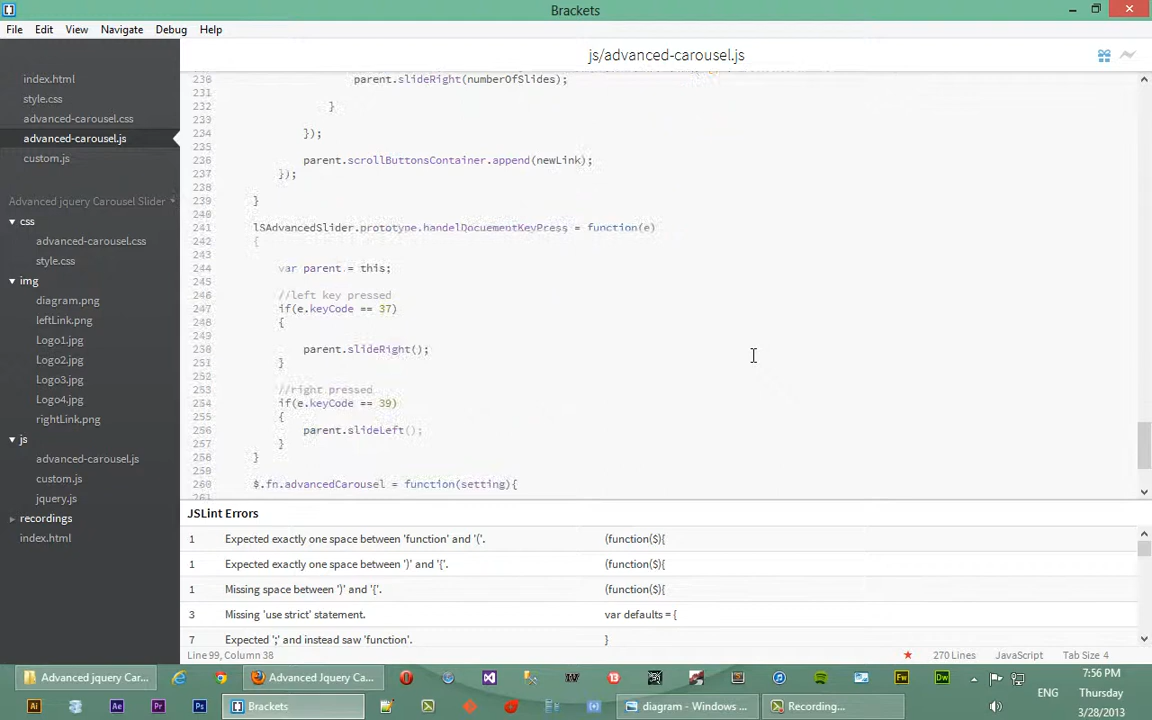 Brackets
File Edit View Navigate Debug Help
js/advanced-carousel.js
index.html
style.css
advanced-carousel.css
advanced-carousel.js
custom.js
Advanced jquery Carousel Slider
css
advanced-carousel.css
style.css
img
diagram.png
leftLink.png
Logo1.jpg
Logo2.jpg
Logo3.jpg
Logo4.jpg
rightLink.png
js
advanced-carousel.js
custom.js
jquery.js
recordings
index.html
230 parent.slideRight(numberOfSlides);
231
232 }
233
234 });
235
236 parent.scrollButtonsContainer.append(newLink);
237 });
238
239 }
240
241 lSAdvancedSlider.prototype.handelDocuementKeyPress = function(e)
242 {
243
244 var parent = this;
245
246 //left key pressed
247 if(e.keyCode == 37)
248 {
249
250 parent.slideRight();
251 }
252
253 //right pressed
254 if(e.keyCode == 39)
255 {
256 parent.slideLeft();
257 }
258 }
259
260 $.fn.advancedCarousel = function(setting){
261
JSLint Errors
1 Expected exactly one space between 'function' and '('. (function($){
1 Expected exactly one space between ')' and '{'. (function($){
1 Missing space between ')' and '{'. (function($){
3 Missing 'use strict' statement. var defaults = {
7 Expected ';' and instead saw 'function'. }
Line 99, Column 38 270 Lines JavaScript Tab Size 4
Advanced jquery Car... Advanced Jquery Ca... 7:56 PM
ENG Thursday
Brackets diagram - Windows ... Recording... 3/28/2013